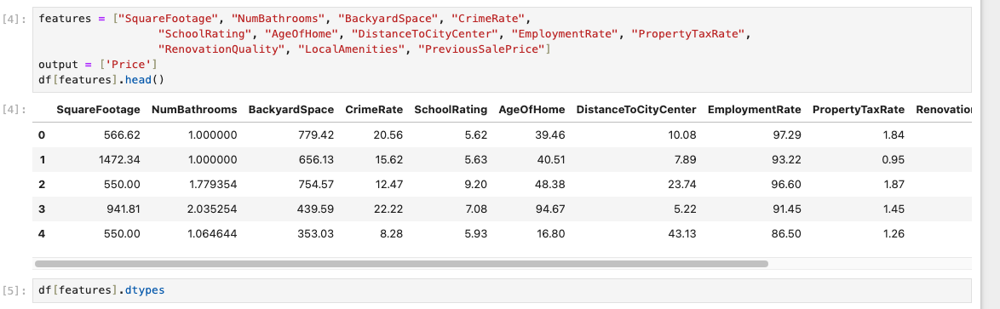 [4]: features = ["SquareFootage", "NumBathrooms", "BackyardSpace", "CrimeRate",
"SchoolRating", "AgeOfHome", "DistanceToCityCenter", "EmploymentRate", "PropertyTaxRate",
"RenovationQuality", "LocalAmenities", "PreviousSalePrice"]
output = ['Price']
df[features].head()
[4]: SquareFootage NumBathrooms BackyardSpace CrimeRate SchoolRating AgeOfHome DistanceToCityCenter EmploymentRate PropertyTaxRate Renovation
0 566.62 1.000000 779.42 20.56 5.62 39.46 10.08 97.29 1.84
1 1472.34 1.000000 656.13 15.62 5.63 40.51 7.89 93.22 0.95
2 550.00 1.779354 754.57 12.47 9.20 48.38 23.74 96.60 1.87
3 941.81 2.035254 439.59 22.22 7.08 94.67 5.22 91.45 1.45
4 550.00 1.064644 353.03 8.28 5.93 16.80 43.13 86.50 1.26
[5]: df[features].dtypes